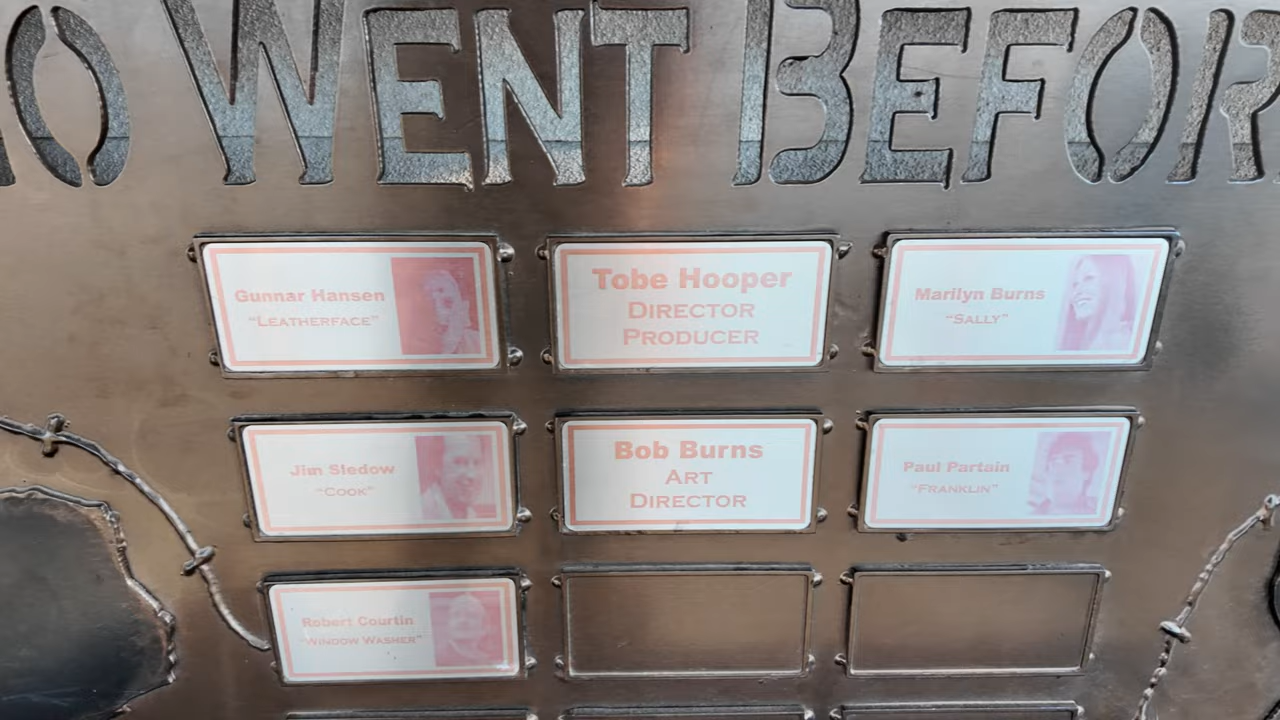 O WENT BEFOR
Gunnar Hansen
"LEATHERFACE"
Tobe Hooper
DIRECTOR
PRODUCER
Marilyn Burns
"SALLY"
Jim Sledow
"COOK"
Bob Burns
ART
DIRECTOR
Paul Partain
"FRANKLIN"
Robert Courtin
"WINDOW WASHER"